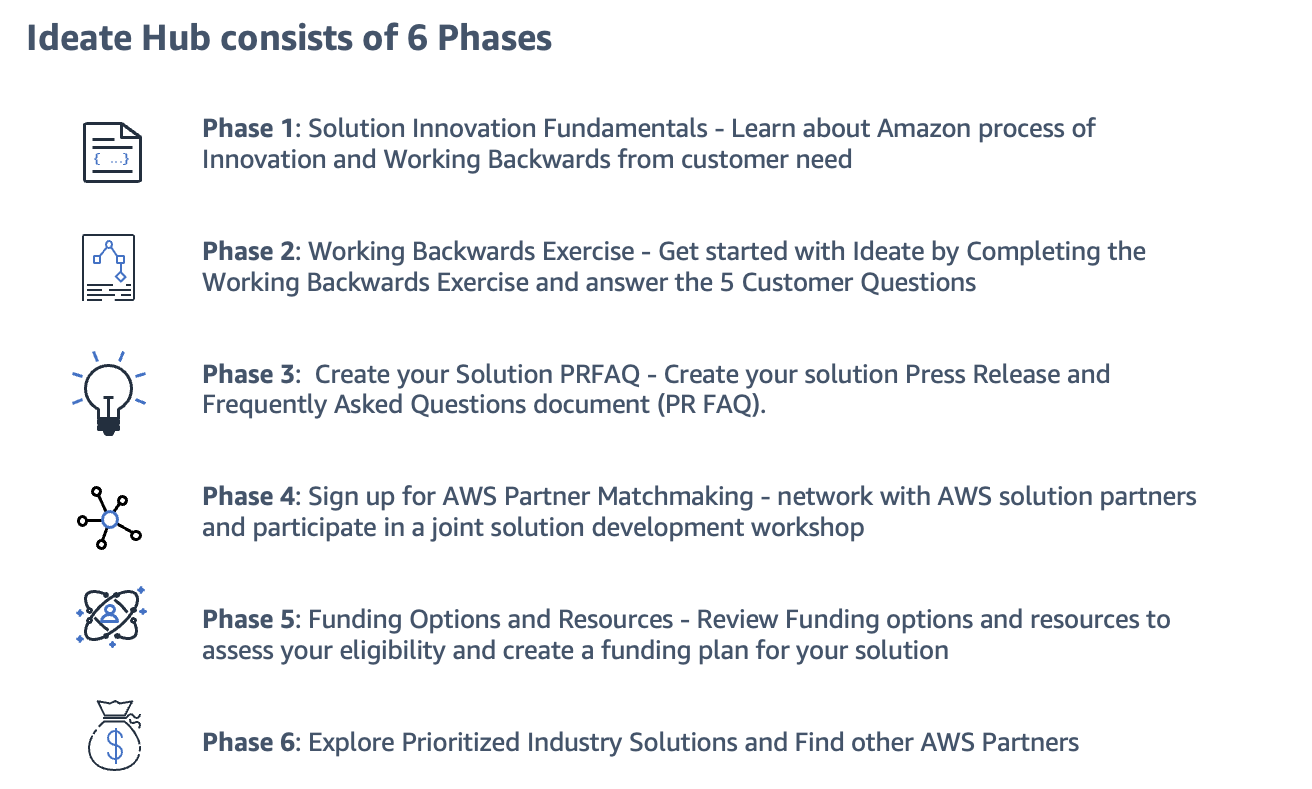 Ideate Hub consists of 6 Phases
Phase 1: Solution Innovation Fundamentals - Learn about Amazon process of
Innovation and Working Backwards from customer need
{ ...}
Phase 2: Working Backwards Exercise - Get started with Ideate by Completing the
Working Backwards Exercise and answer the 5 Customer Questions
Phase 3:  Create your Solution PRFAQ - Create your solution Press Release and
Frequently Asked Questions document (PR FAQ).
Phase 4: Sign up for AWS Partner Matchmaking - network with AWS solution partners
and participate in a joint solution development workshop
Phase 5: Funding Options and Resources - Review Funding options and resources to
assess your eligibility and create a funding plan for your solution
Phase 6: Explore Prioritized Industry Solutions and Find other AWS Partners
$